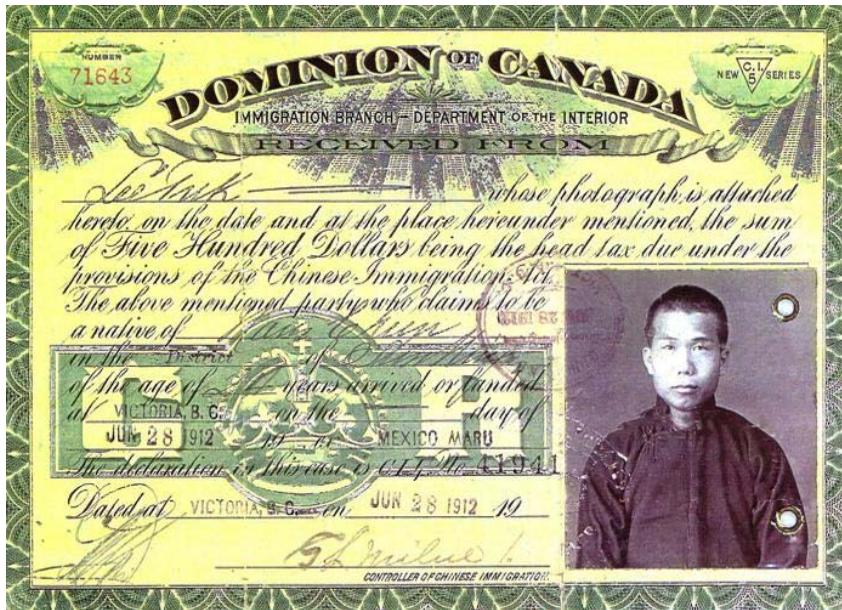 NUMBER
71643
DOMINION OF CANADA
NEW C.I. 5 SERIES
IMMIGRATION BRANCH — DEPARTMENT OF THE INTERIOR
RECEIVED FROM
Lee whose photograph is attached
hereto on the date and at the place hereunder mentioned, the sum
of Five Hundred Dollars being the head tax due under the
provisions of the Chinese Immigration Act
The above mentioned party who claims to be
a native of
in the District of
of the age of years arrived or landed
at VICTORIA, B.C. on the day of
JUN 28 1912 19 MEXICO MARU
The declaration in this case is C.I.4 No 41941
Dated at VICTORIA, B.C. on JUN 28 1912 19
G L Milne
CONTROLLER OF CHINESE IMMIGRATION.